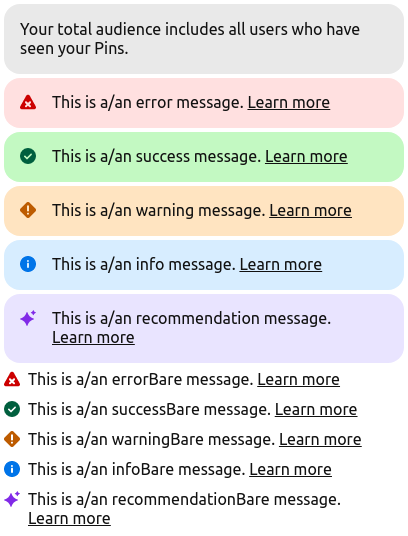 Your total audience includes all users who have
seen your Pins.
This is a/an error message. Learn more
This is a/an success message. Learn more
This is a/an warning message. Learn more
This is a/an info message. Learn more
This is a/an recommendation message.
Learn more
This is a/an errorBare message. Learn more
This is a/an successBare message. Learn more
This is a/an warningBare message. Learn more
This is a/an infoBare message. Learn more
This is a/an recommendationBare message.
Learn more